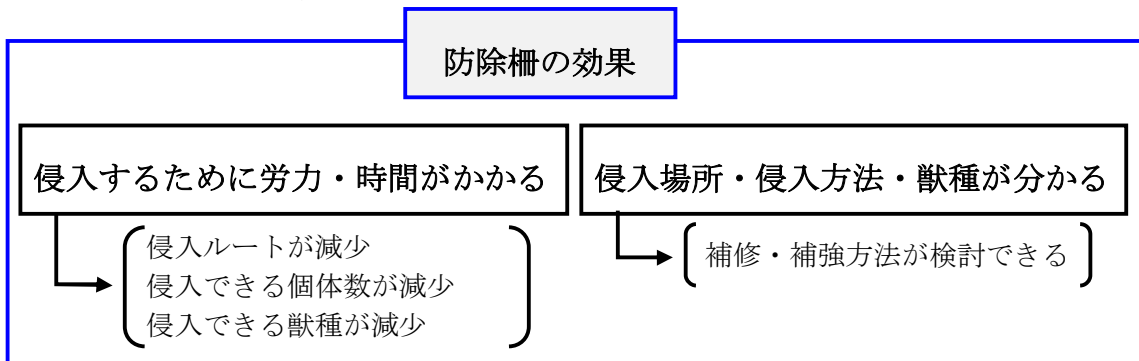 防除柵の効果
侵入するために労力・時間がかかる
侵入ルートが減少
侵入できる個体数が減少
侵入できる獣種が減少
侵入場所・侵入方法・獣種が分かる
補修・補強方法が検討できる